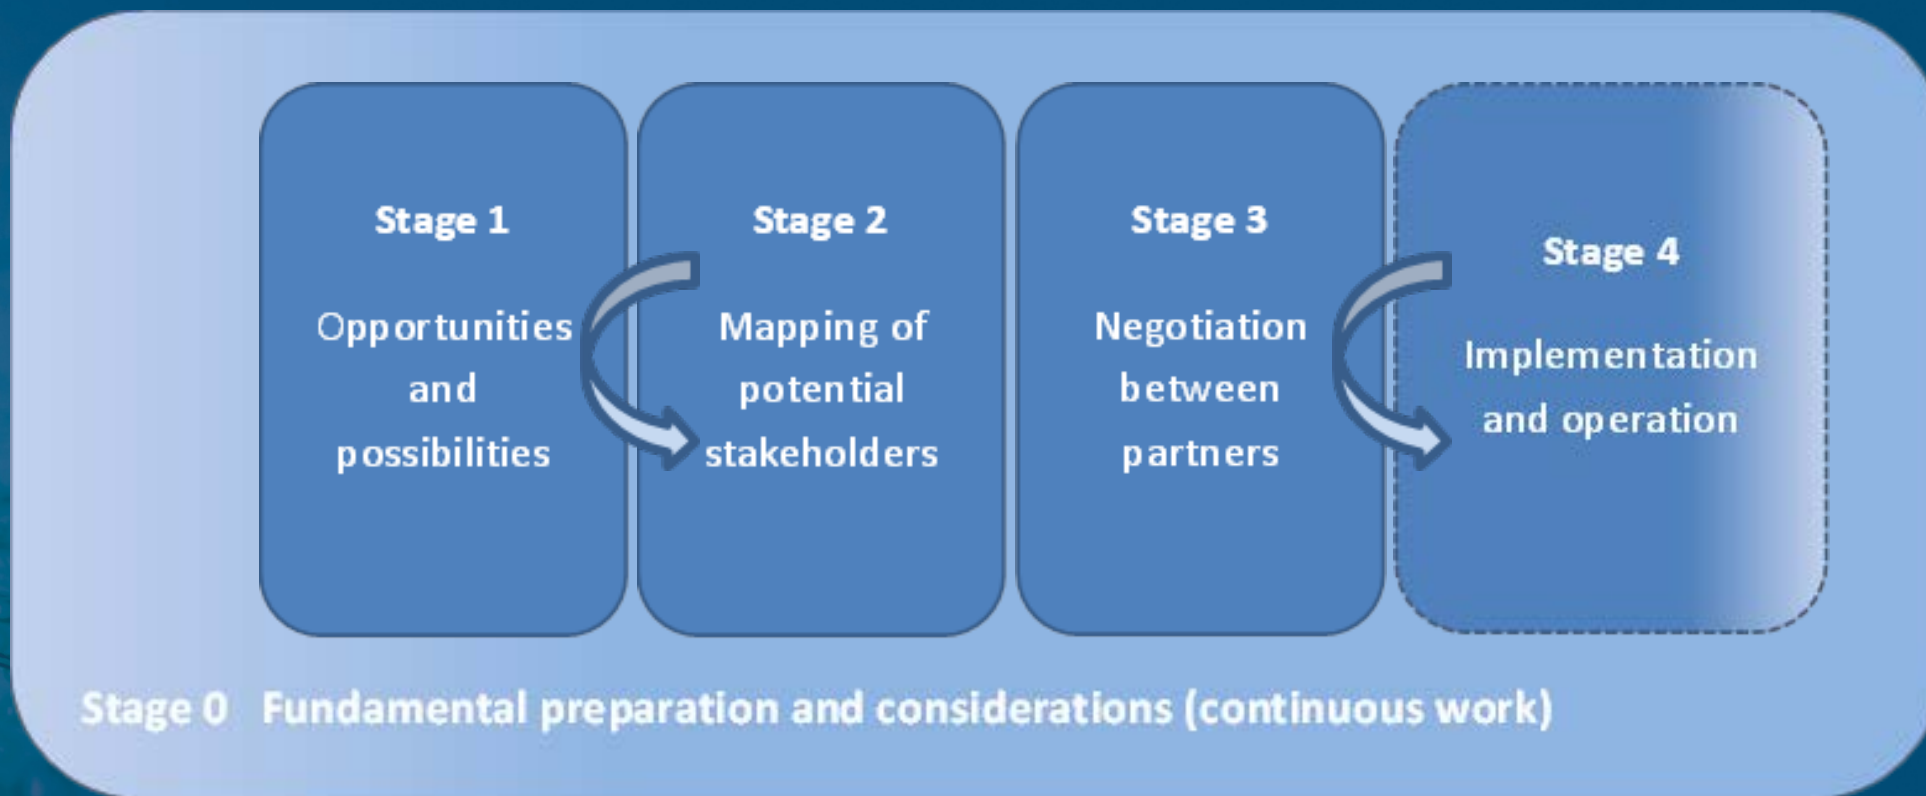 Stage 1
Opportunities
and
possibilities
Stage 2
Mapping of
potential
stakeholders
Stage 3
Negotiation
between
partners
Stage 4
Implementation
and operation
Stage 0 Fundamental preparation and considerations (continuous work)